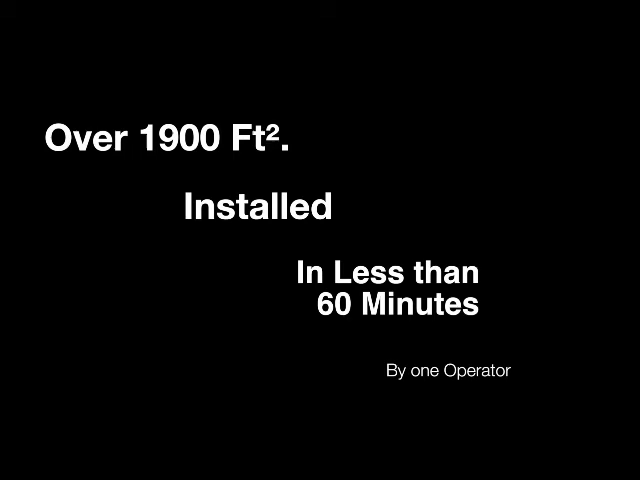 Over 1900 Ft².
Installed
In Less than
60 Minutes
By one Operator